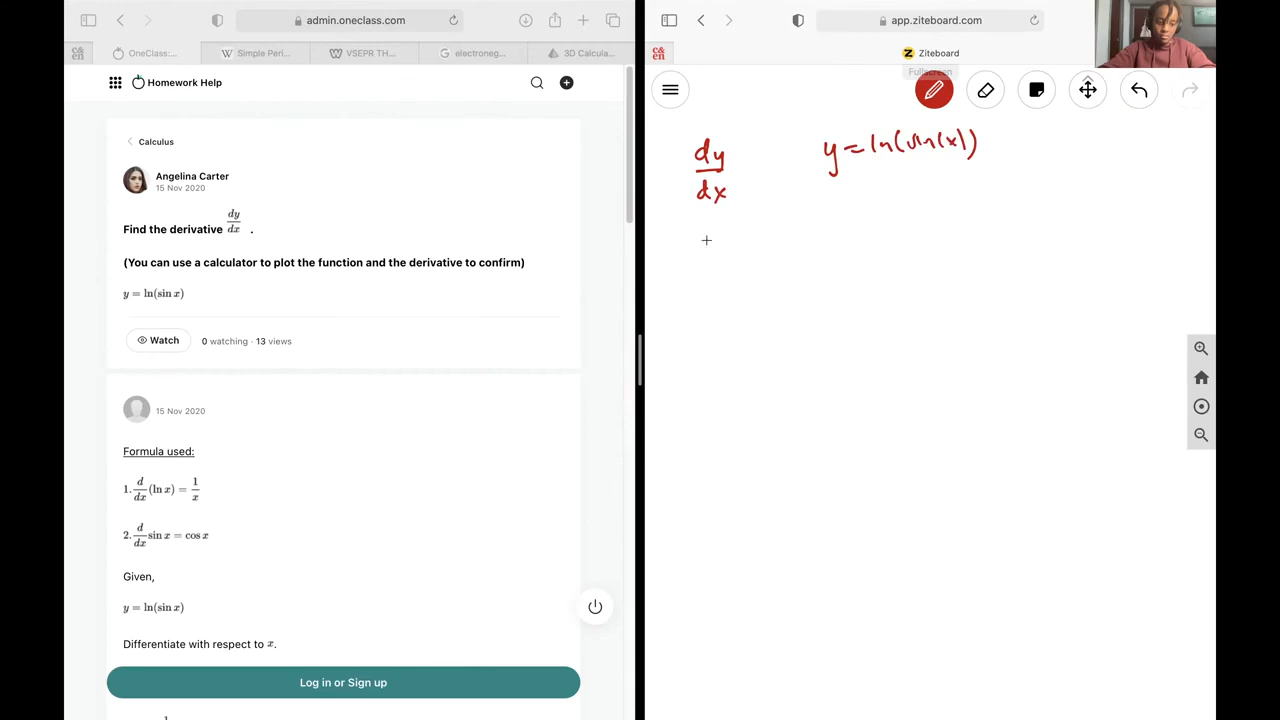 admin.oneclass.com
app.ziteboard.com
c&
en
OneClass:...
Simple Peri...
VSEPR TH...
electroneg...
3D Calcula...
c&
en
Ziteboard
Fullscreen
Homework Help
Calculus
Angelina Carter
15 Nov 2020
Find the derivative dy/dx .
(You can use a calculator to plot the function and the derivative to confirm)
y = ln(sin x)
Watch 0 watching · 13 views
15 Nov 2020
Formula used:
1. d/dx (ln x) = 1/x
2. d/dx sin x = cos x
Given,
y = ln(sin x)
Differentiate with respect to x.
Log in or Sign up
1
dy/dx y = ln(sin(x))